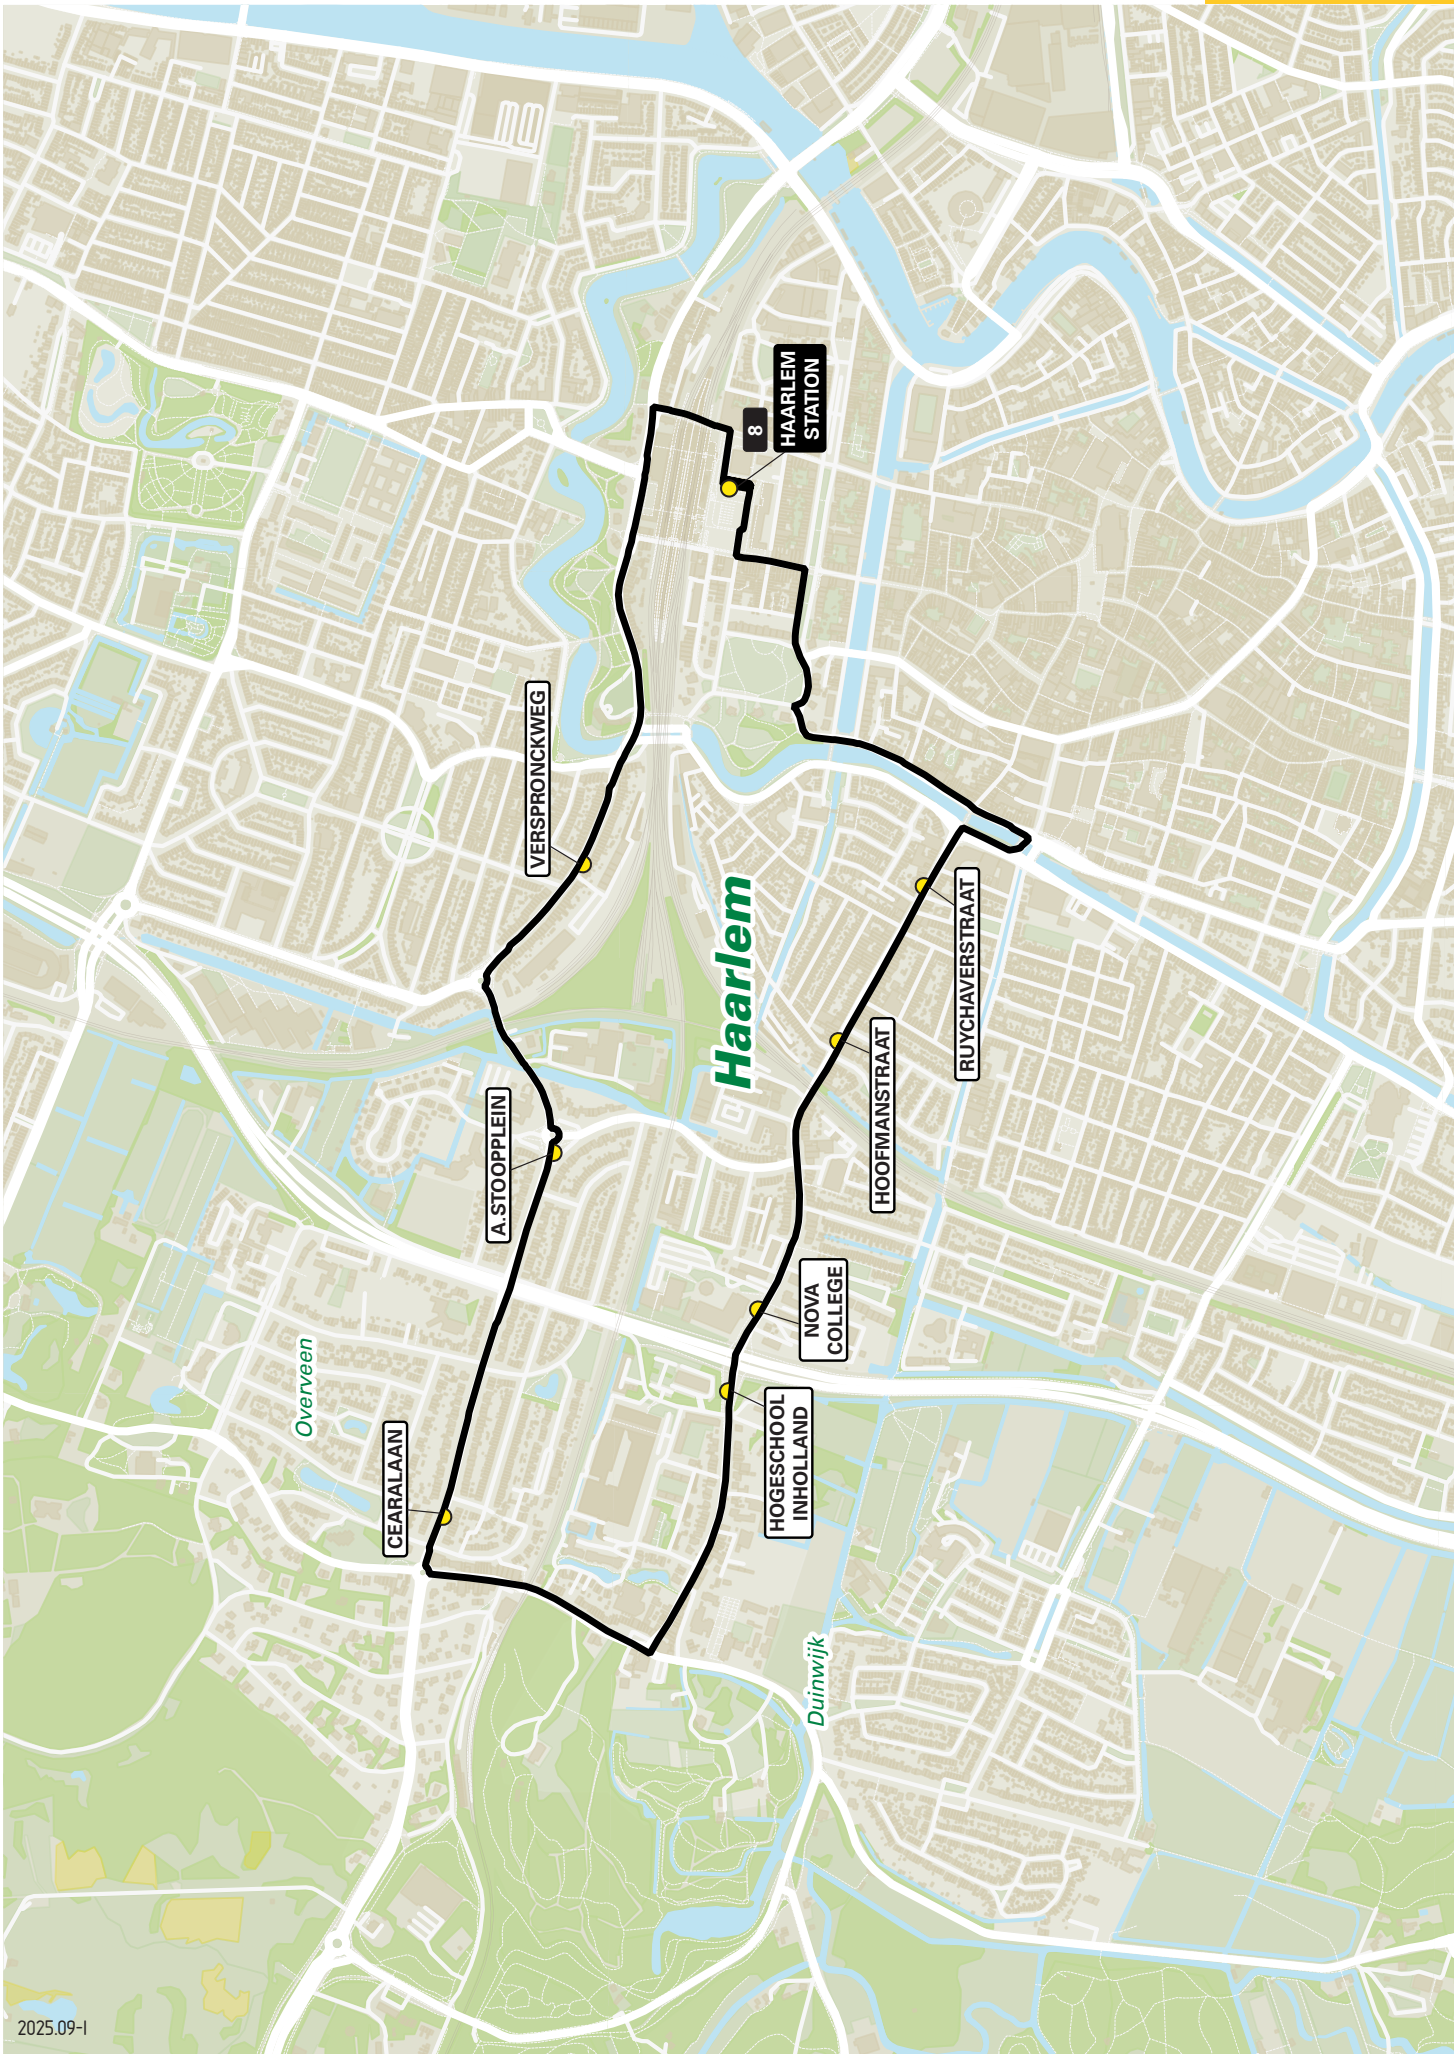 VERSPRONCKWEG
8
HAARLEM
STATION
A.STOOPPLEIN
Haarlem
RUYCHAVERSTRAAT
HOOFMANSTRAAT
NOVA
COLLEGE
Overveen
CEARALAAN
HOGESCHOOL
INHOLLAND
Duinwijk
2025.09-I